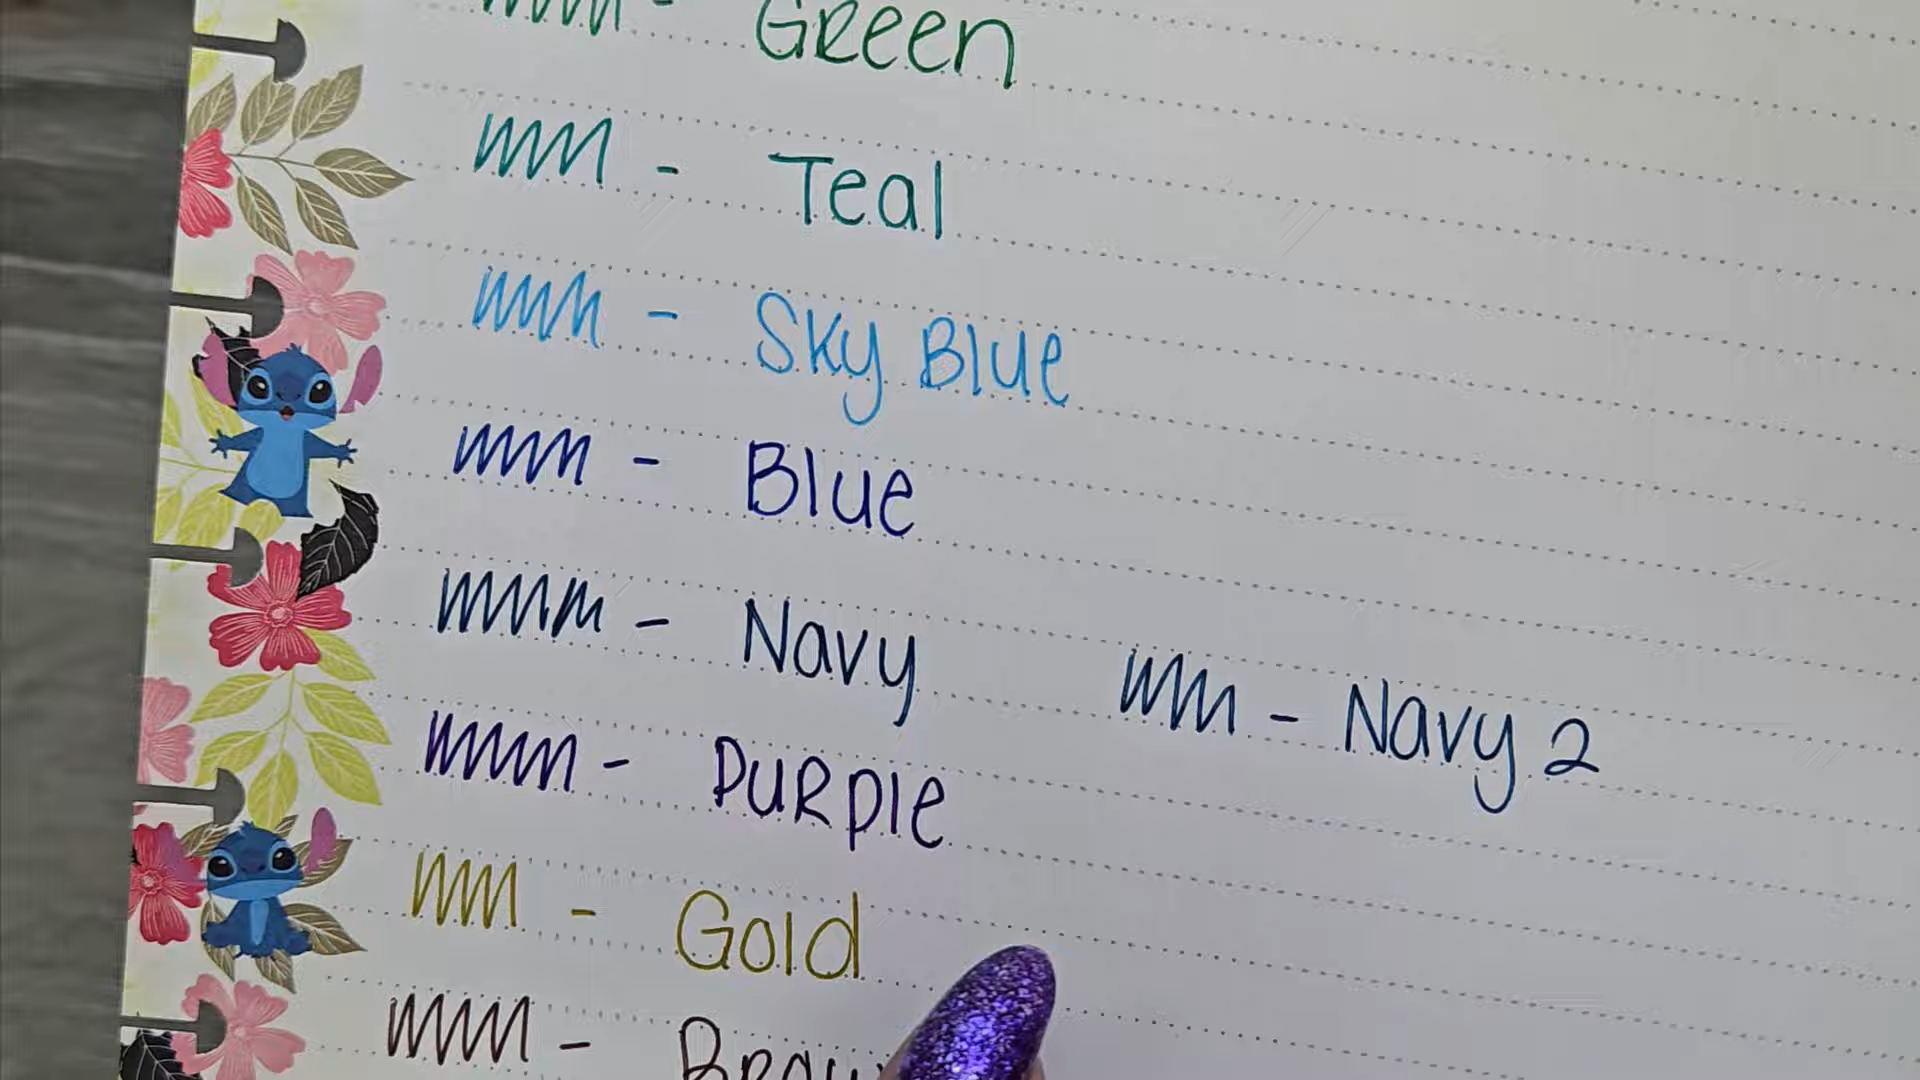 - Green
- Teal
- Sky Blue
- Blue
- Navy - Navy 2
- Purple
- Gold
-